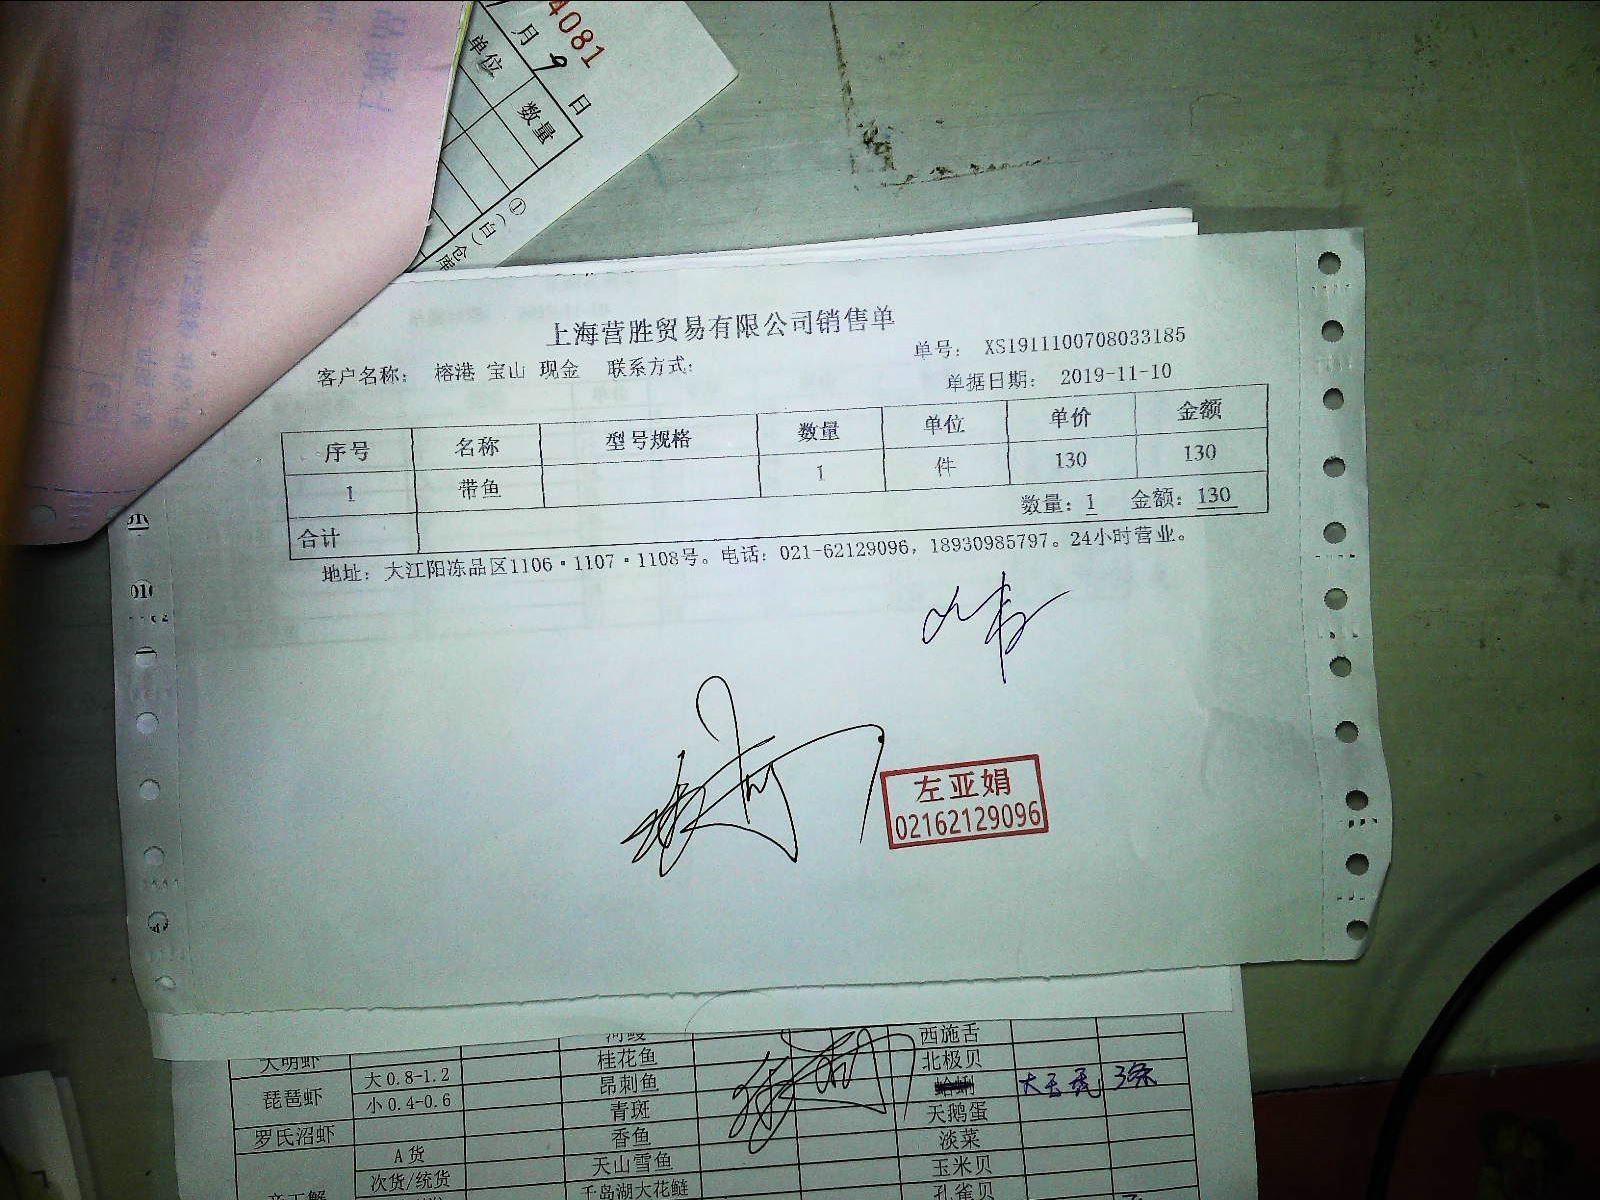 4081
月 9 日
单位 数量
①(白)仓库
上海营胜贸易有限公司销售单
单号： XS1911100708033185
客户名称： 榕港 宝山 现金 联系方式:
单据日期： 2019-11-10
序号 名称 型号规格 数量 单位 单价 金额
1 带鱼 1 件 130 130
合计 数量：1 金额：130
地址：大江阳冻品区1106·1107·1108号。电话：021-62129096，18930985797。24小时营业。
左亚娟
02162129096
西施舌
大明虾 桂花鱼 北极贝
琵琶虾 大0.8-1.2 昂刺鱼
小0.4-0.6 青斑 天鹅蛋
罗氏沼虾 香鱼 淡菜
A货 天山雪鱼 玉米贝
次货/统货 千岛湖大花鲢 孔雀贝